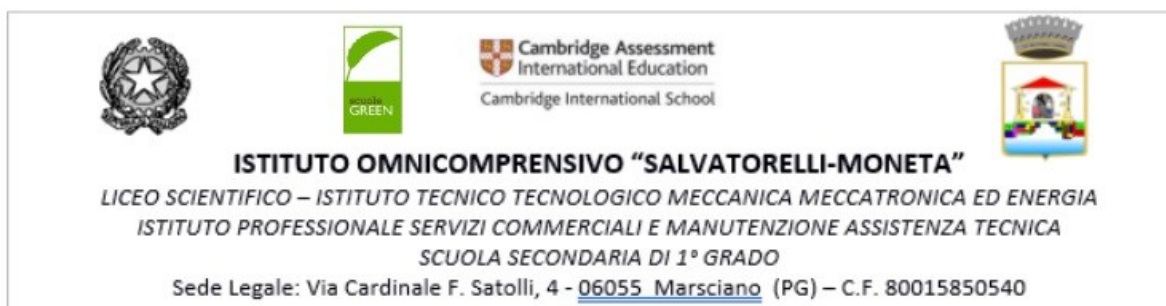 scuole
GREEN
Cambridge Assessment
International Education
Cambridge International School
ISTITUTO OMNICOMPRENSIVO “SALVATORELLI-MONETA”
LICEO SCIENTIFICO – ISTITUTO TECNICO TECNOLOGICO MECCANICA MECCATRONICA ED ENERGIA
ISTITUTO PROFESSIONALE SERVIZI COMMERCIALI E MANUTENZIONE ASSISTENZA TECNICA
SCUOLA SECONDARIA DI 1° GRADO
Sede Legale: Via Cardinale F. Satolli, 4 - 06055 Marsciano (PG) – C.F. 80015850540